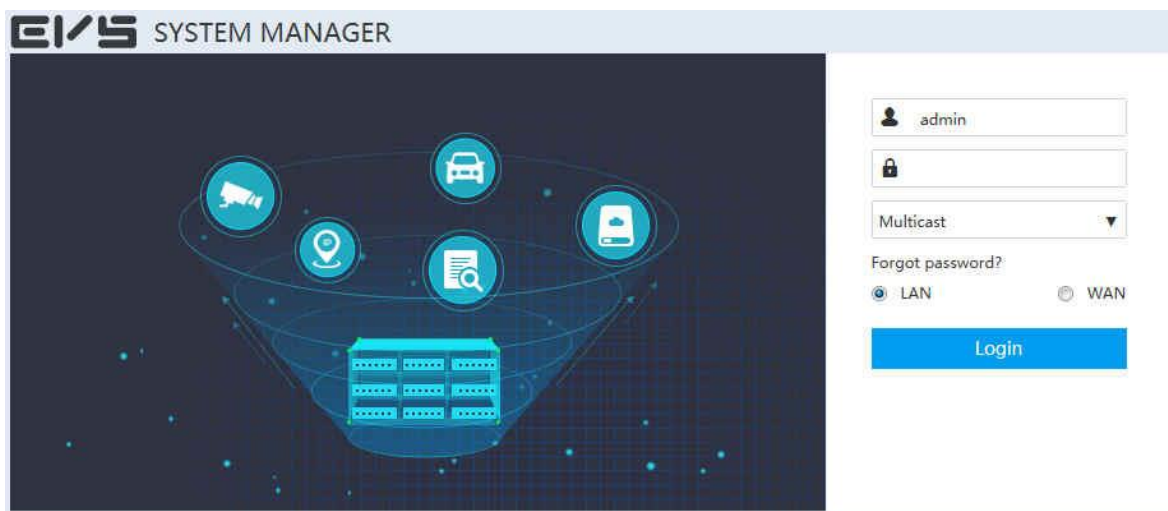 EVS SYSTEM MANAGER
admin
Multicast
Forgot password?
LAN WAN
Login